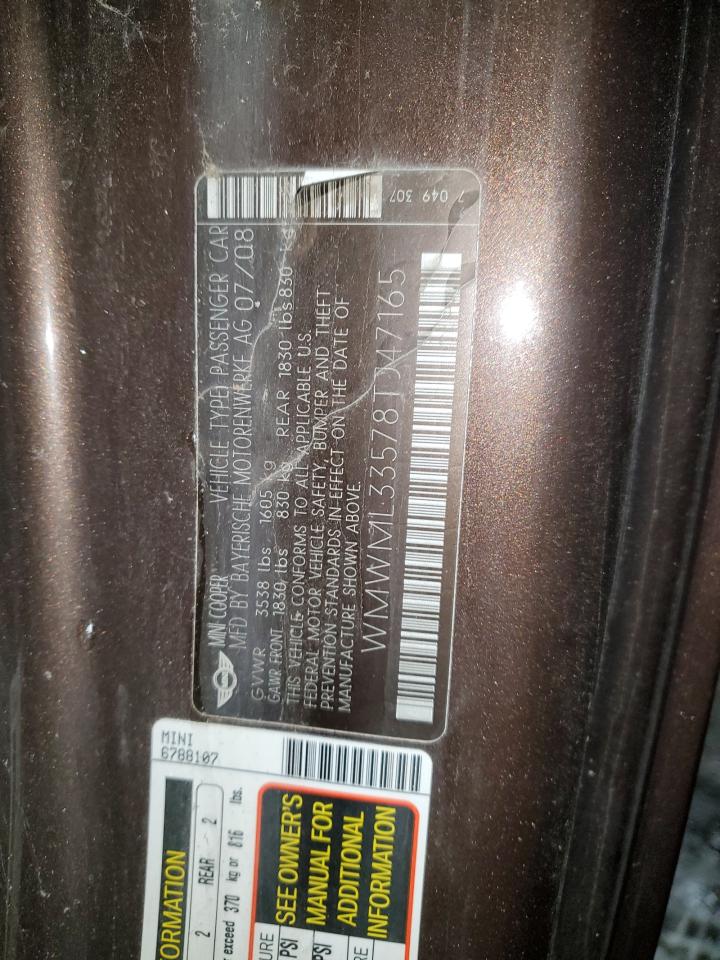 7 049 307
MINI COOPER VEHICLE TYPE) PASSENGER CAR
MFD BY BAYERISCHE MOTORENWERKE AG 07/08
GVWR 3538 lbs 1605 kg
GAWR FRONT 1830 lbs 830 kg REAR 1830 lbs 830 kg
THIS VEHICLE CONFORMS TO ALL APPLICABLE U.S.
FEDERAL MOTOR VEHICLE SAFETY, BUMPER AND THEFT
PREVENTION STANDARDS IN EFFECT ON THE DATE OF
MANUFACTURE SHOWN ABOVE.
WMWML33578TD47165
MINI
6788107
ORMATION
2 REAR 2
exceed 370 kg or 816 lbs.
SEE OWNER'S
MANUAL FOR
ADDITIONAL
INFORMATION
URE
PSI
PSI
RE